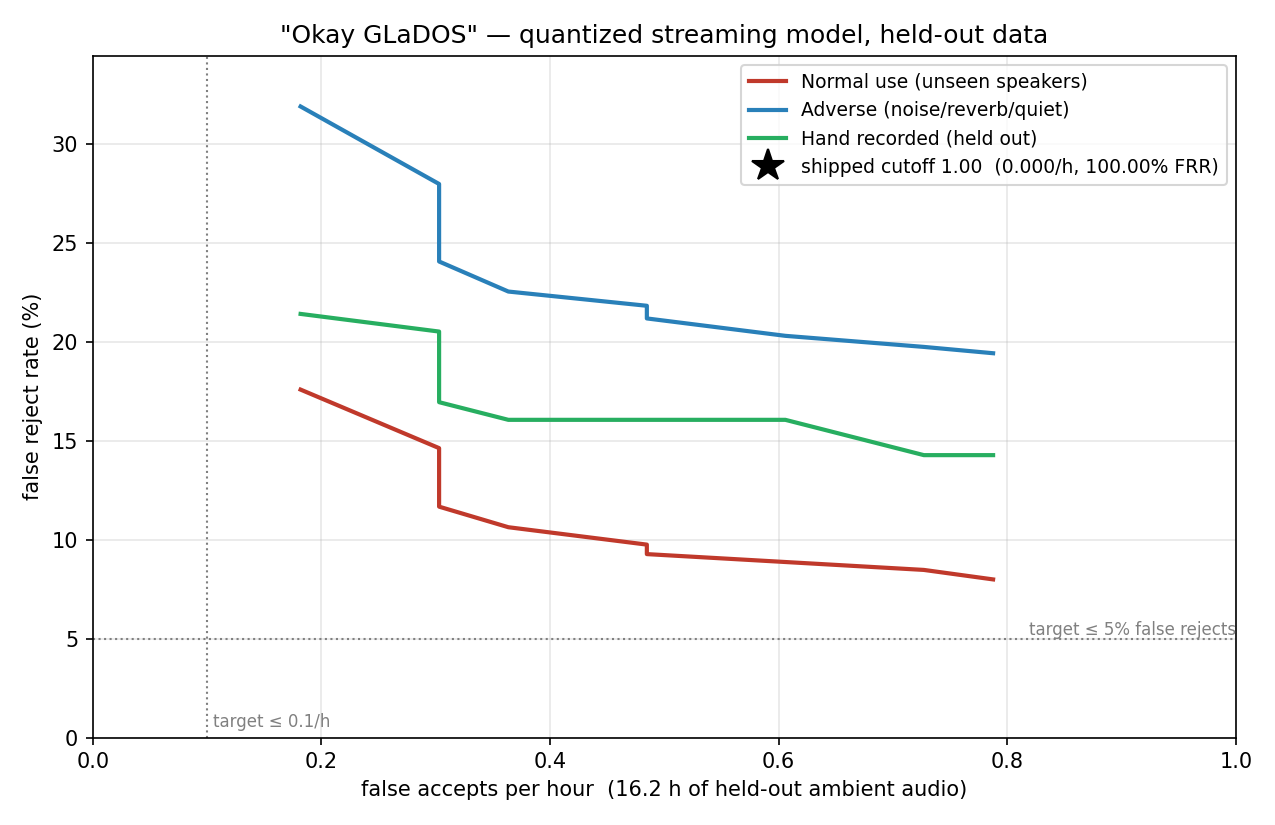 "Okay GLaDOS" — quantized streaming model, held-out data
Normal use (unseen speakers)
Adverse (noise/reverb/quiet)
Hand recorded (held out)
shipped cutoff 1.00  (0.000/h, 100.00% FRR)
false reject rate (%)
30
25
20
15
10
5
0
target ≤ 5% false rejects
target ≤ 0.1/h
0.0
0.2
0.4
0.6
0.8
1.0
false accepts per hour  (16.2 h of held-out ambient audio)